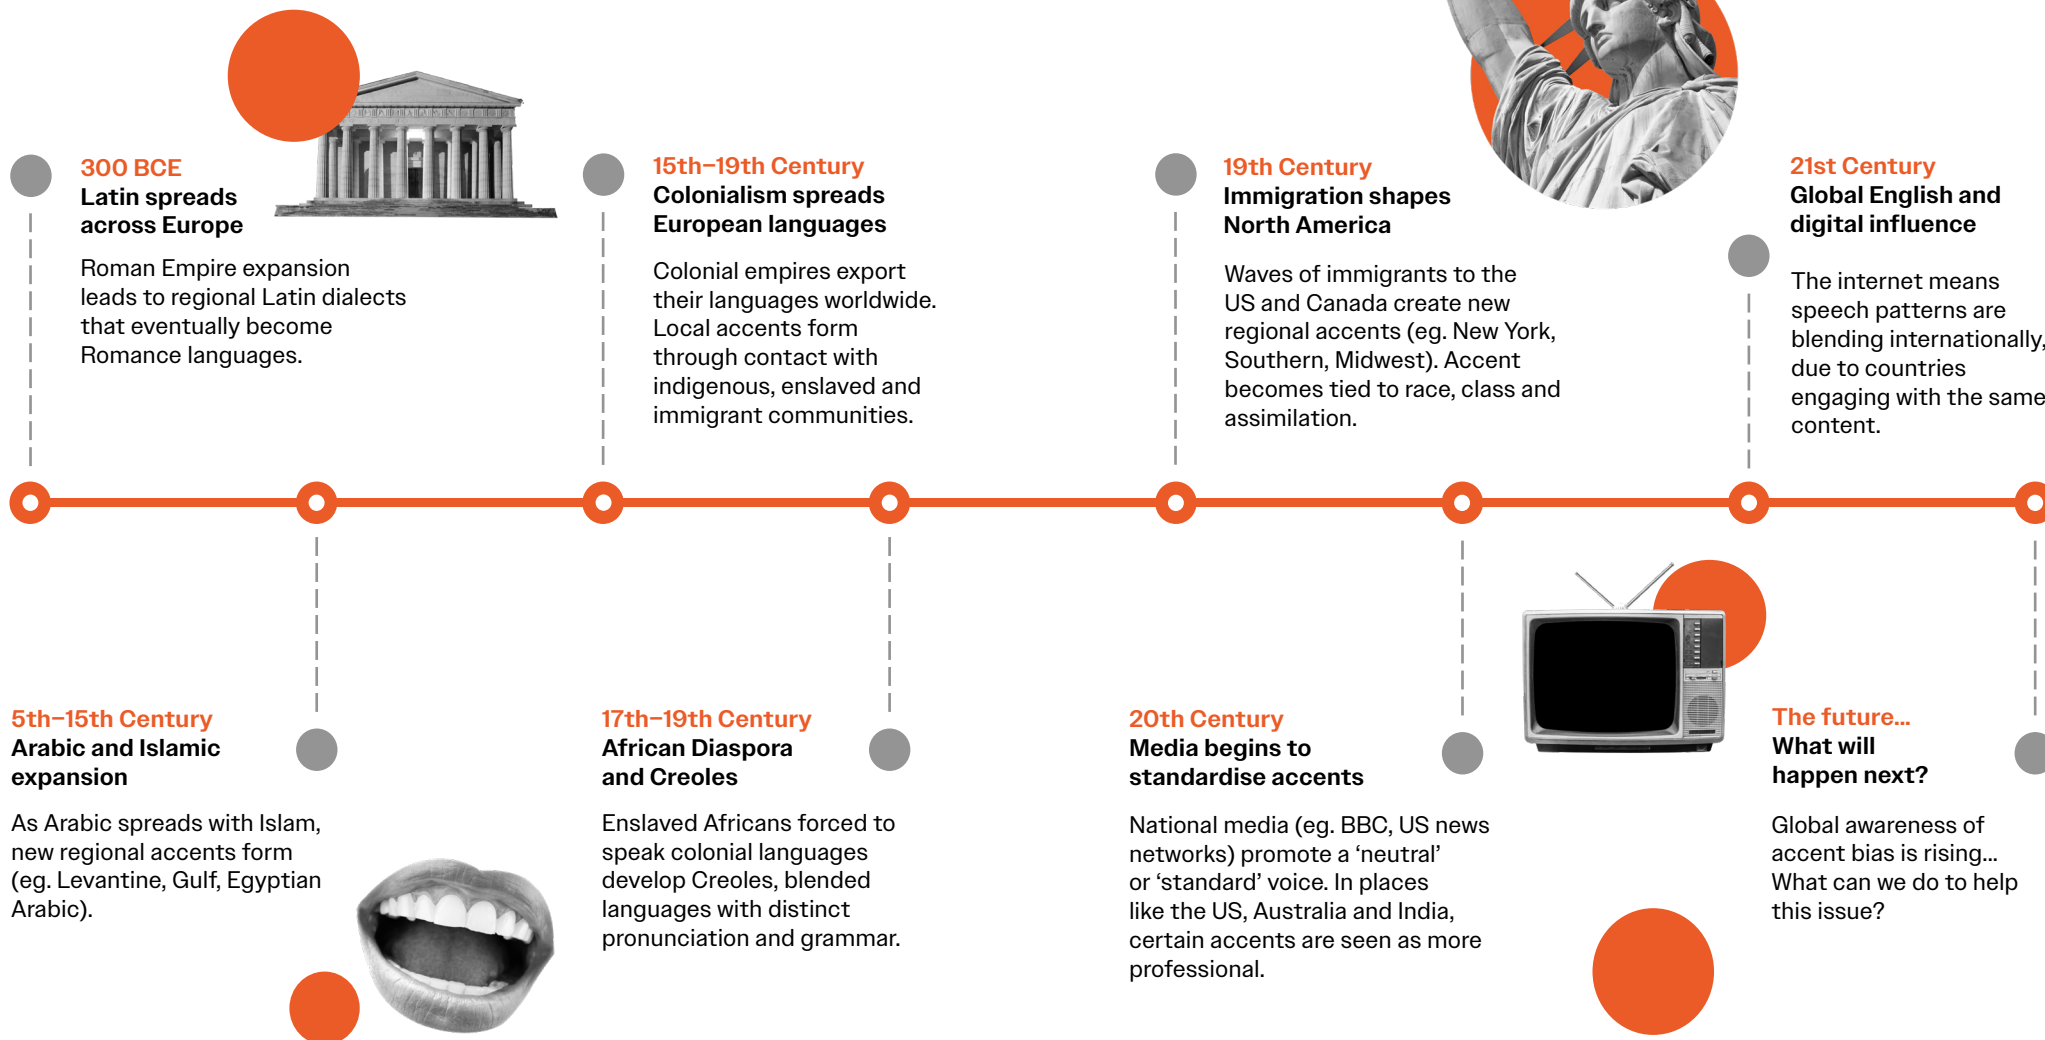 300 BCE
Latin spreads
across Europe
Roman Empire expansion
leads to regional Latin dialects
that eventually become
Romance languages.
5th–15th Century
Arabic and Islamic
expansion
As Arabic spreads with Islam,
new regional accents form
(eg. Levantine, Gulf, Egyptian
Arabic).
15th–19th Century
Colonialism spreads
European languages
Colonial empires export
their languages worldwide.
Local accents form
through contact with
indigenous, enslaved and
immigrant communities.
17th–19th Century
African Diaspora
and Creoles
Enslaved Africans forced to
speak colonial languages
develop Creoles, blended
languages with distinct
pronunciation and grammar.
19th Century
Immigration shapes
North America
Waves of immigrants to the
US and Canada create new
regional accents (eg. New York,
Southern, Midwest). Accent
becomes tied to race, class and
assimilation.
20th Century
Media begins to
standardise accents
National media (eg. BBC, US news
networks) promote a ‘neutral’
or ‘standard’ voice. In places
like the US, Australia and India,
certain accents are seen as more
professional.
21st Century
Global English and
digital influence
The internet means
speech patterns are
blending internationally,
due to countries
engaging with the same
content.
The future...
What will
happen next?
Global awareness of
accent bias is rising...
What can we do to help
this issue?